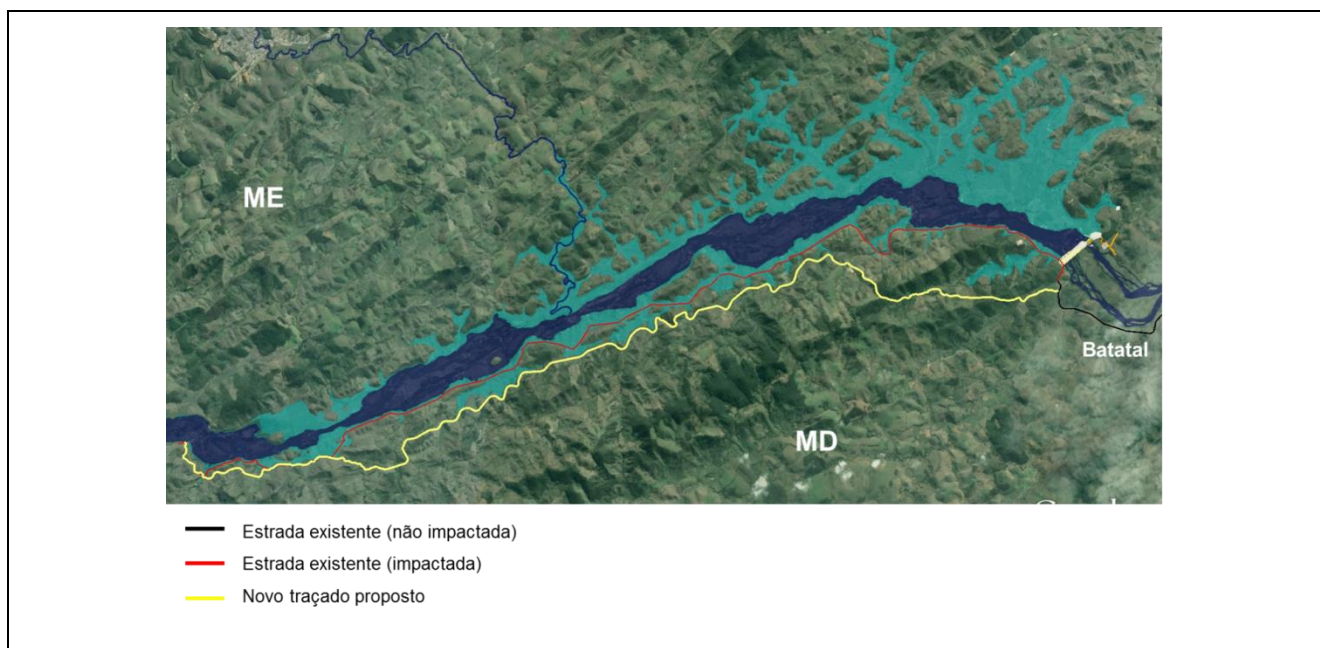 ME
MD
Batatal
Estrada existente (não impactada)
Estrada existente (impactada)
Novo traçado proposto